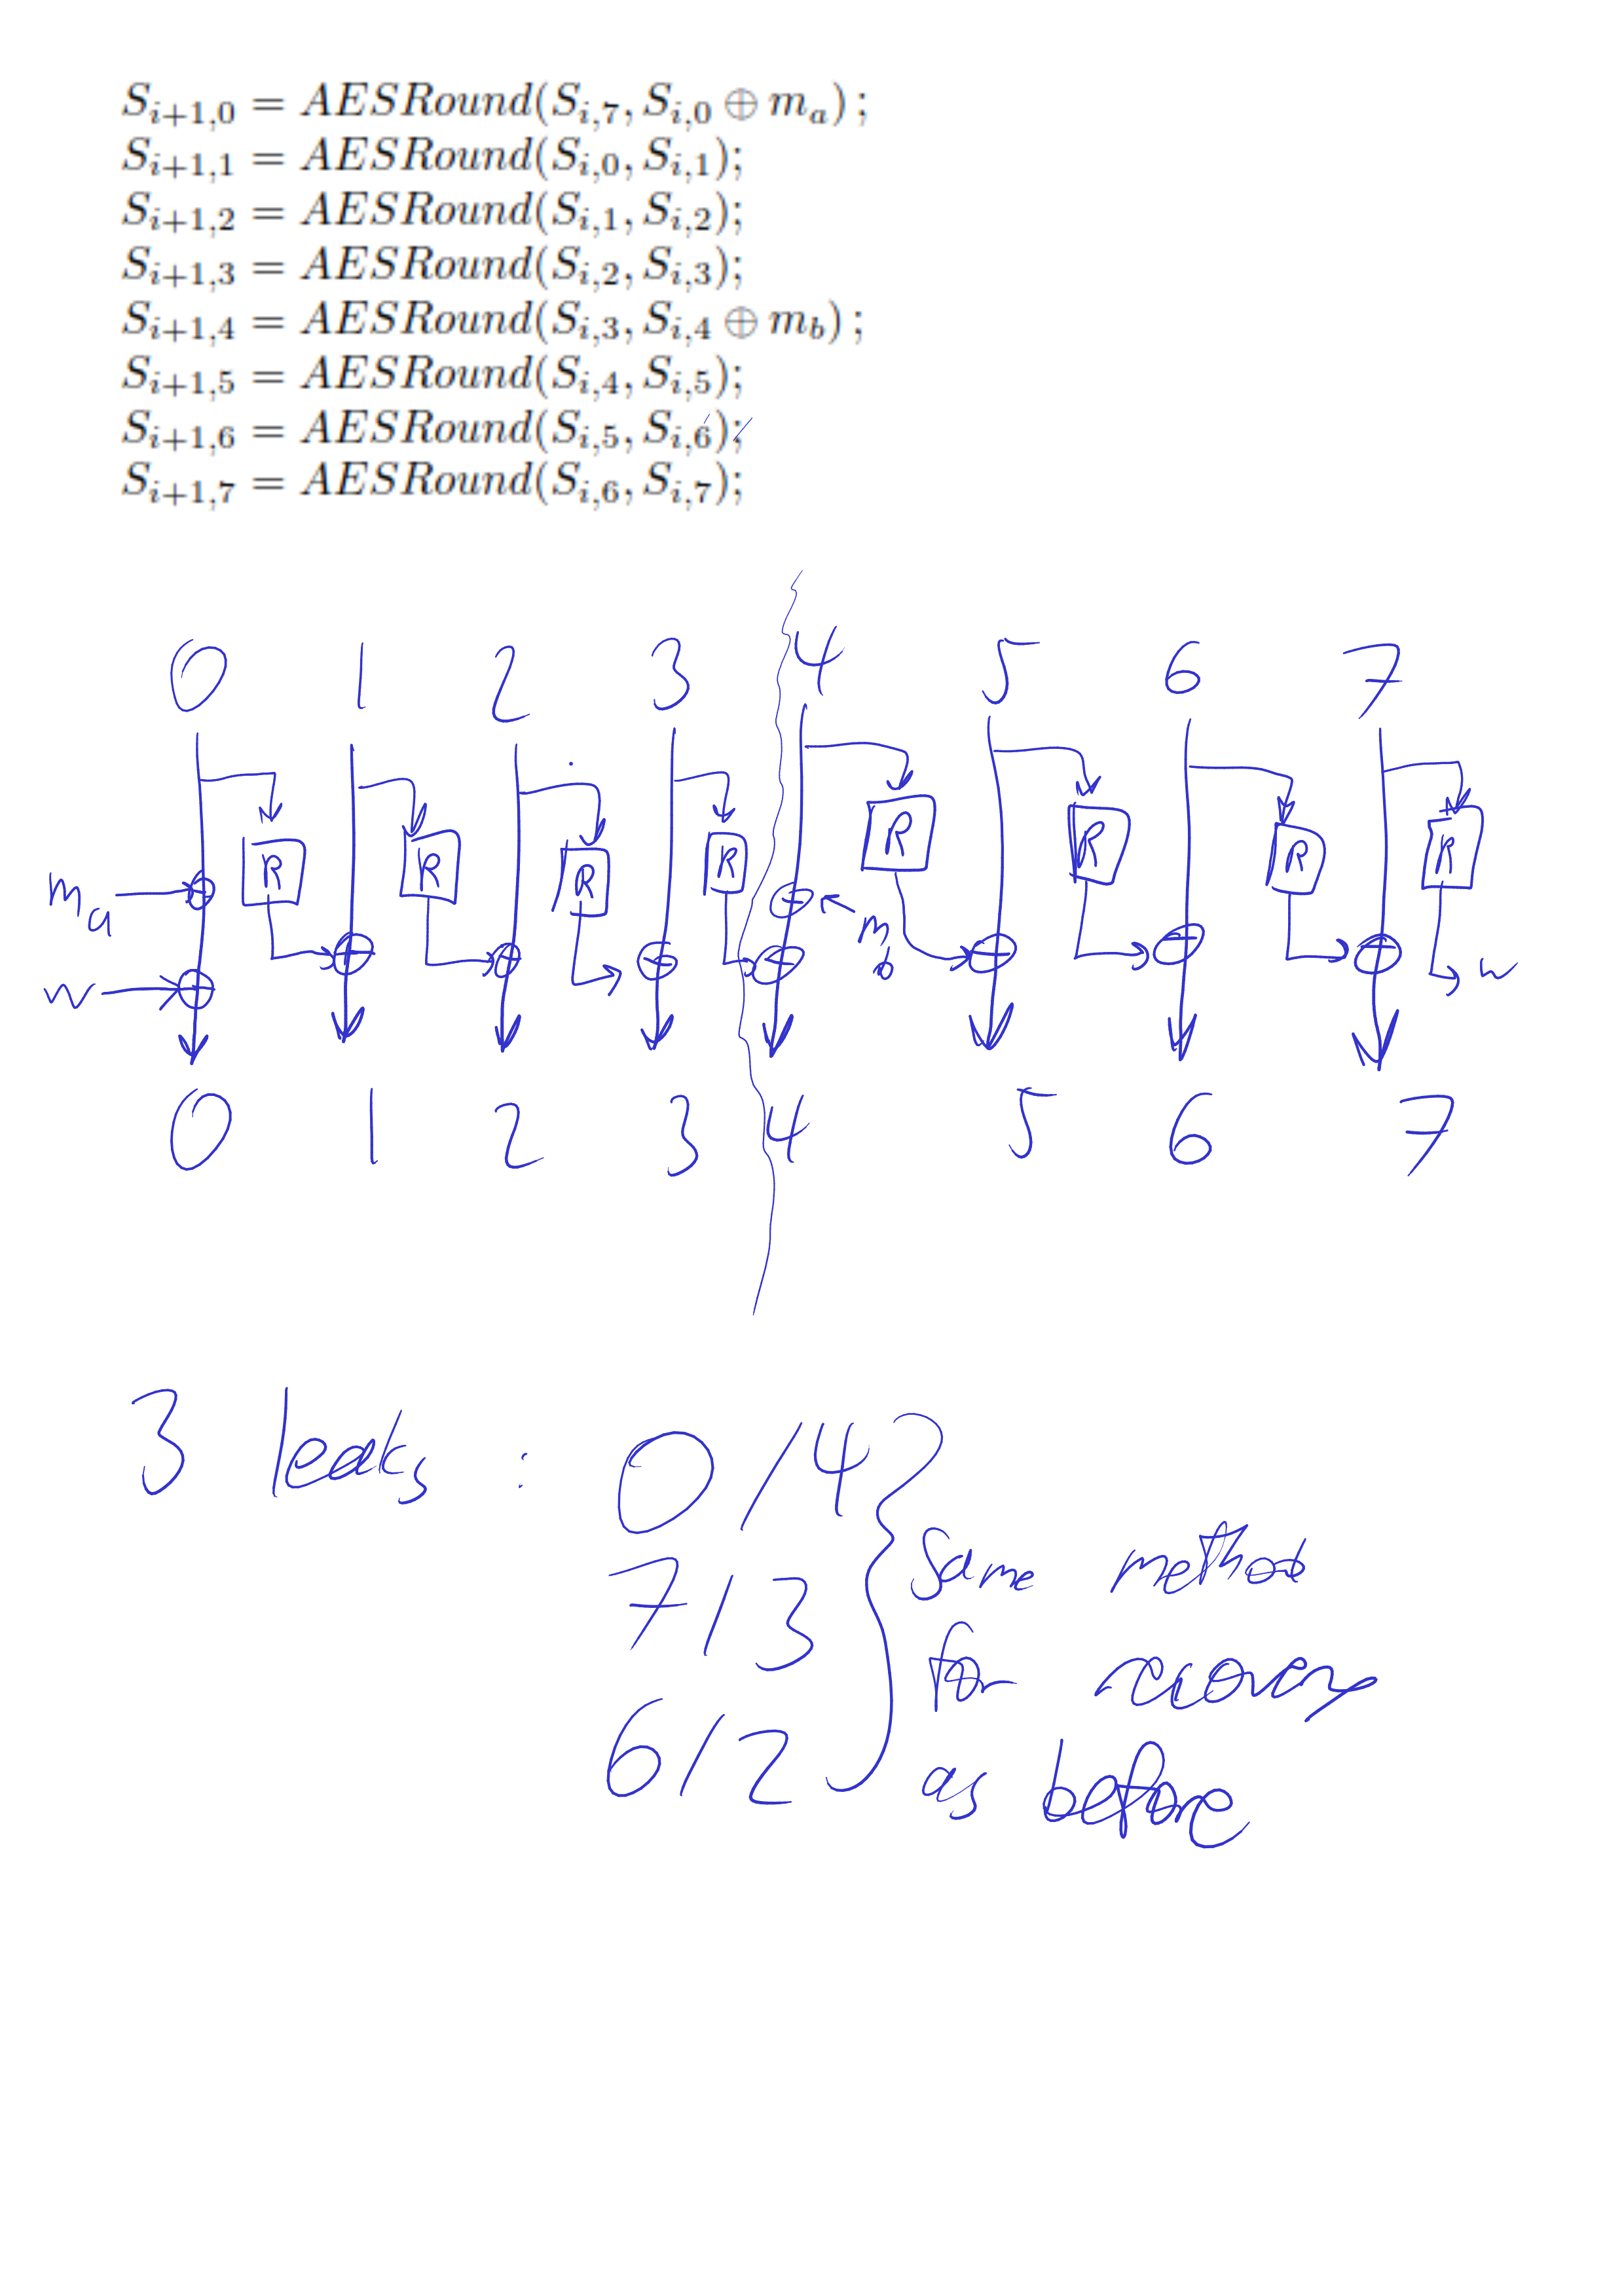 S_{i+1,0} = AESRound(S_{i,7}, S_{i,0} ⊕ m_a);
S_{i+1,1} = AESRound(S_{i,0}, S_{i,1});
S_{i+1,2} = AESRound(S_{i,1}, S_{i,2});
S_{i+1,3} = AESRound(S_{i,2}, S_{i,3});
S_{i+1,4} = AESRound(S_{i,3}, S_{i,4} ⊕ m_b);
S_{i+1,5} = AESRound(S_{i,4}, S_{i,5});
S_{i+1,6} = AESRound(S_{i,5}, S_{i,6});
S_{i+1,7} = AESRound(S_{i,6}, S_{i,7});
0 1 2 3 4 5 6 7
R R R R R R R R
m_a m_b
w w
0 1 2 3 4 5 6 7
3 leaks : 0/4
7/3
6/2
Same method
for recovery
as before